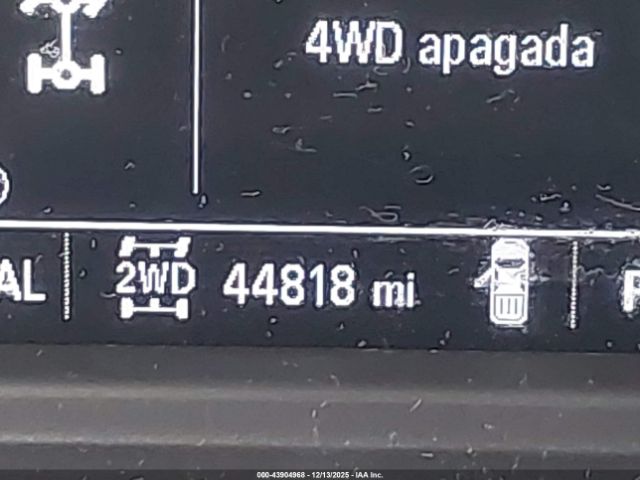 4WD apagada
AL
2WD 44818 mi
000-43904968 - 12/13/2025 - IAA Inc.